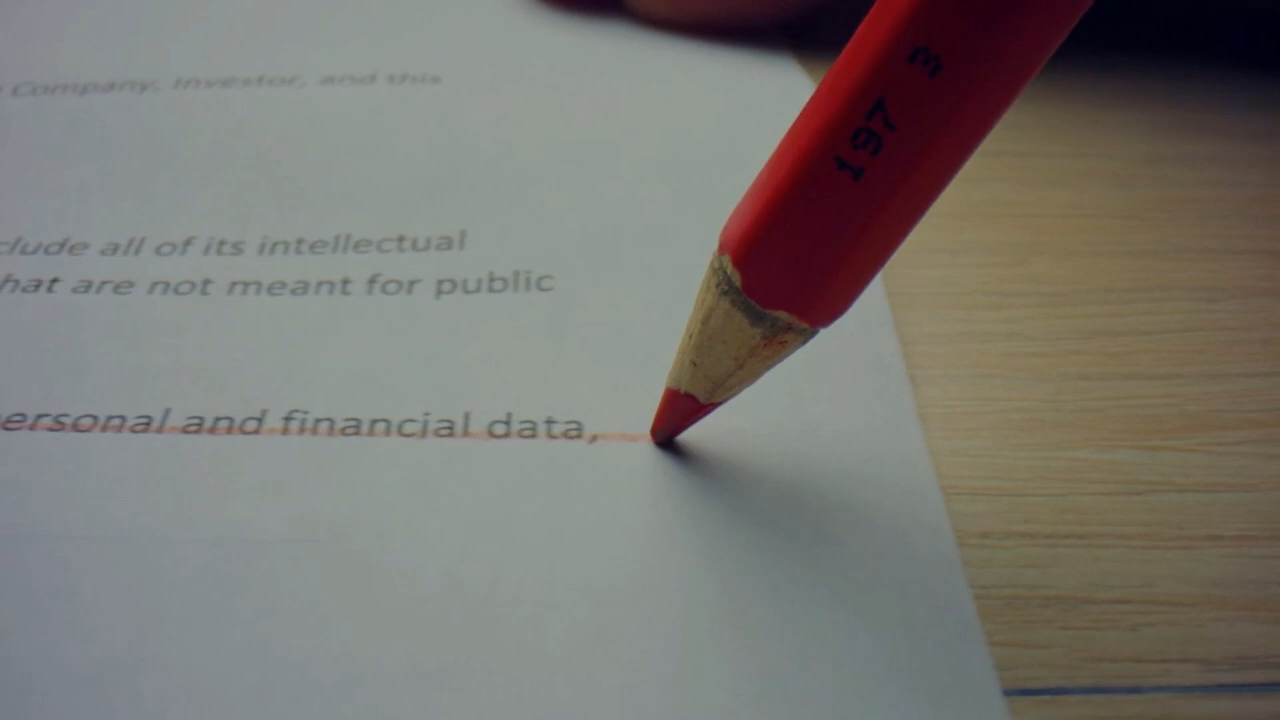 Company, Investor, and this
clude all of its intellectual
hat are not meant for public
ersonal and financial data,
197 3